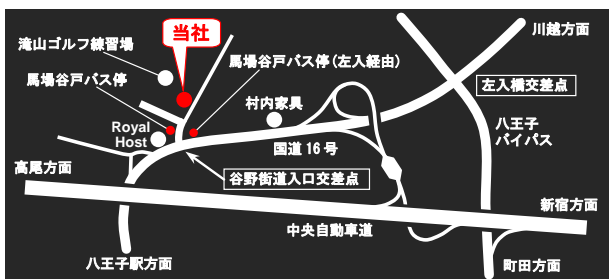 当社
川越方面
滝山ゴルフ練習場
馬場谷戸バス停(左入経由)
馬場谷戸バス停
左入橋交差点
村内家具
八王子
バイパス
Royal
Host
国道16号
高尾方面
谷野街道入口交差点
新宿方面
中央自動車道
八王子駅方面
町田方面